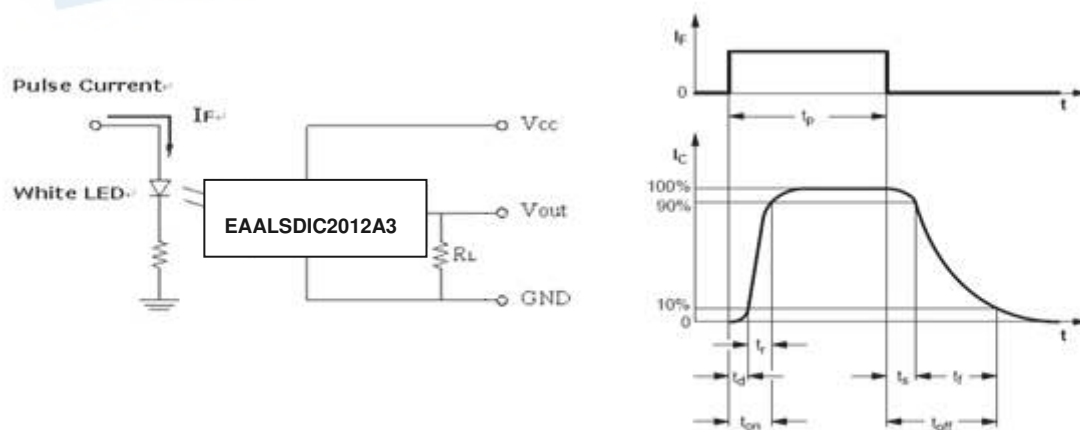 Pulse Current
IF
White LED
EAALSDIC2012A3
Vcc
Vout
RL
GND
IF
0
tp
t
IC
100%
90%
10%
0
t
tr
td
ts
tf
ton
toff